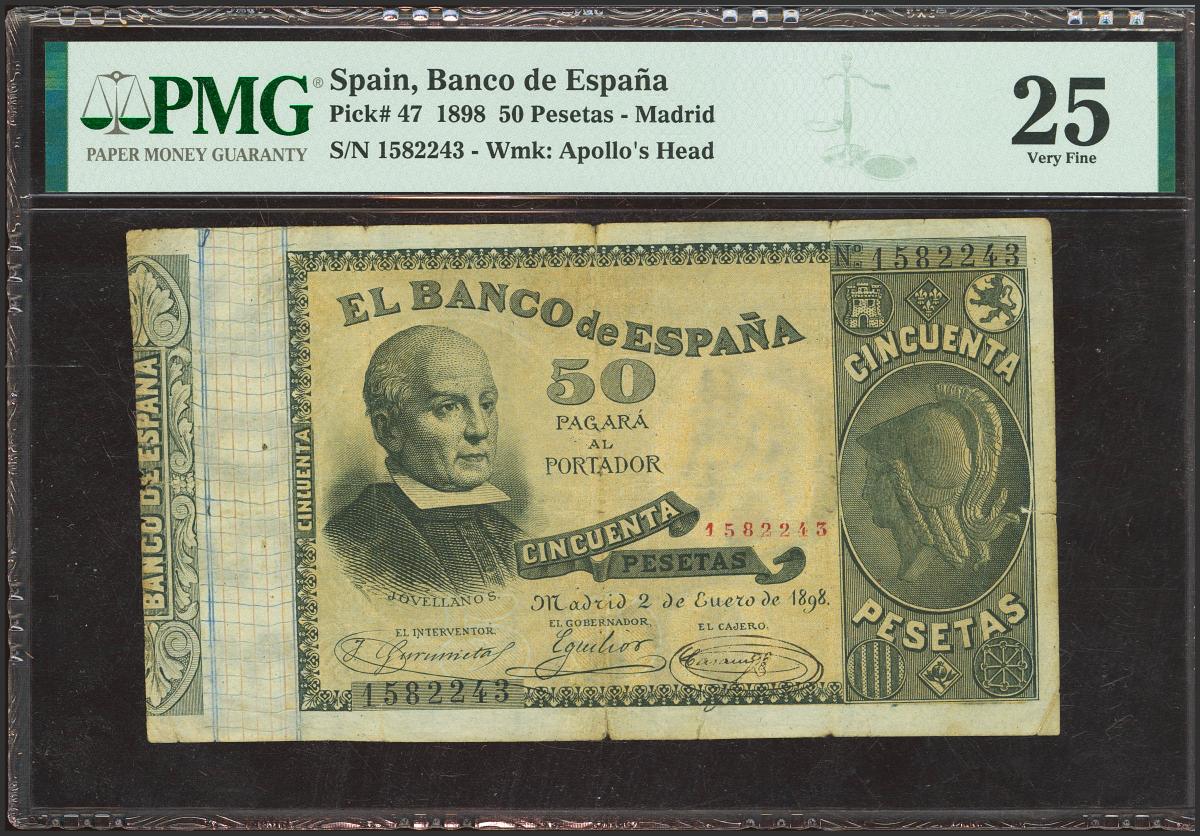 PMG®
PAPER MONEY GUARANTY
Spain, Banco de España
Pick# 47 1898 50 Pesetas - Madrid
S/N 1582243 - Wmk: Apollo's Head
25
Very Fine
BANCO DE ESPAÑA
CINCUENTA
EL BANCO de ESPAÑA
50
PAGARÁ
AL
PORTADOR
CINCUENTA
PESETAS
1582243
JOVELLANOS.
Madrid 2 de Enero de 1898.
EL INTERVENTOR.
EL GOBERNADOR,
EL CAJERO,
1582243
No. 1582243
CINCUENTA
PESETAS